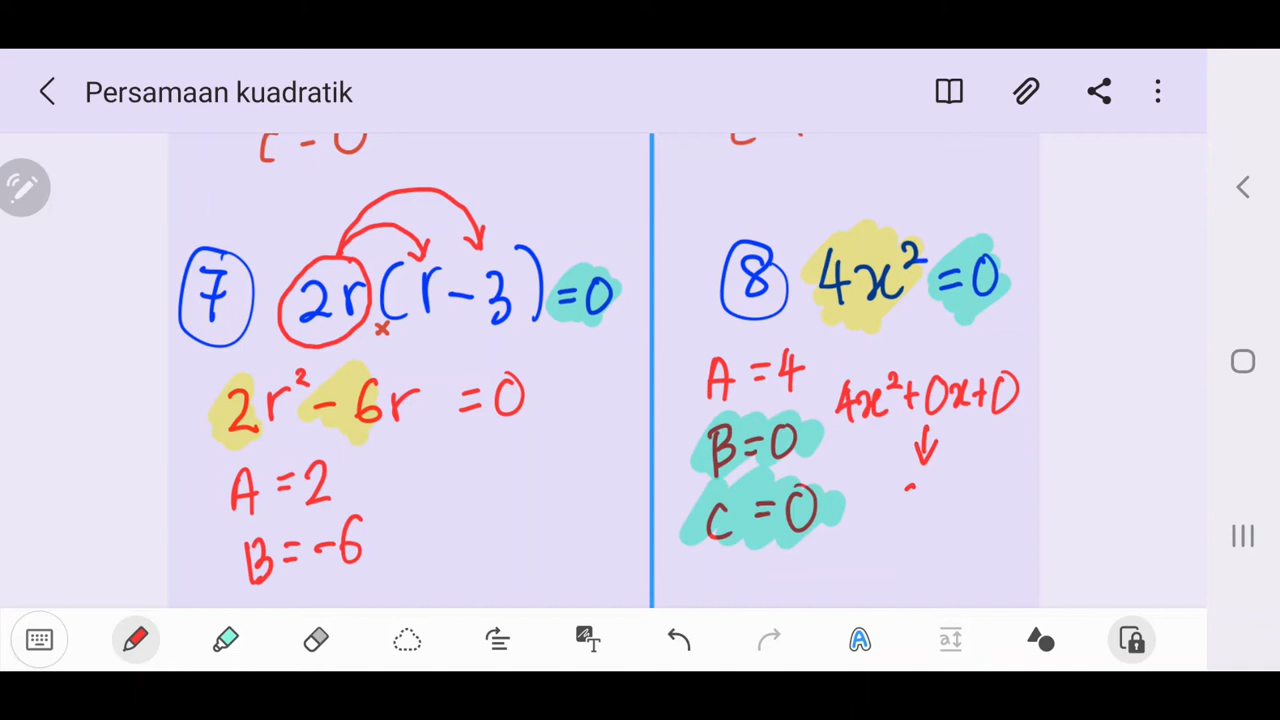 Persamaan kuadratik
C = 0
7 2r(r - 3) = 0
x
2r² - 6r = 0
A = 2
B = -6
8 4x² = 0
A = 4
4x² + 0x + 0
B = 0
C = 0